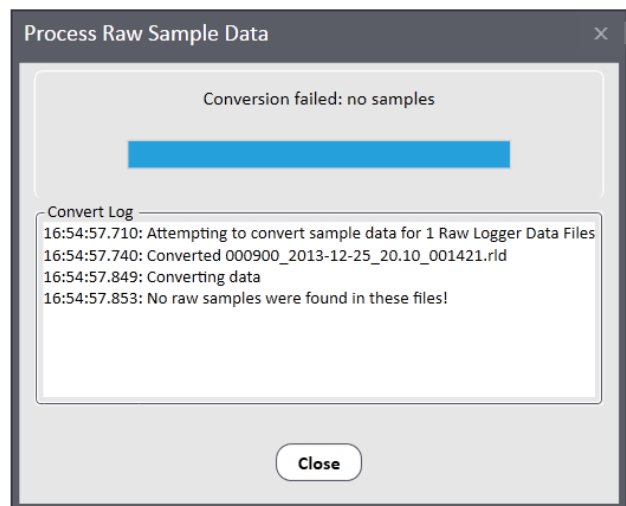 Process Raw Sample Data
Conversion failed: no samples
Convert Log
16:54:57.710: Attempting to convert sample data for 1 Raw Logger Data Files
16:54:57.740: Converted 000900_2013-12-25_20.10_001421.rld
16:54:57.849: Converting data
16:54:57.853: No raw samples were found in these files!
Close